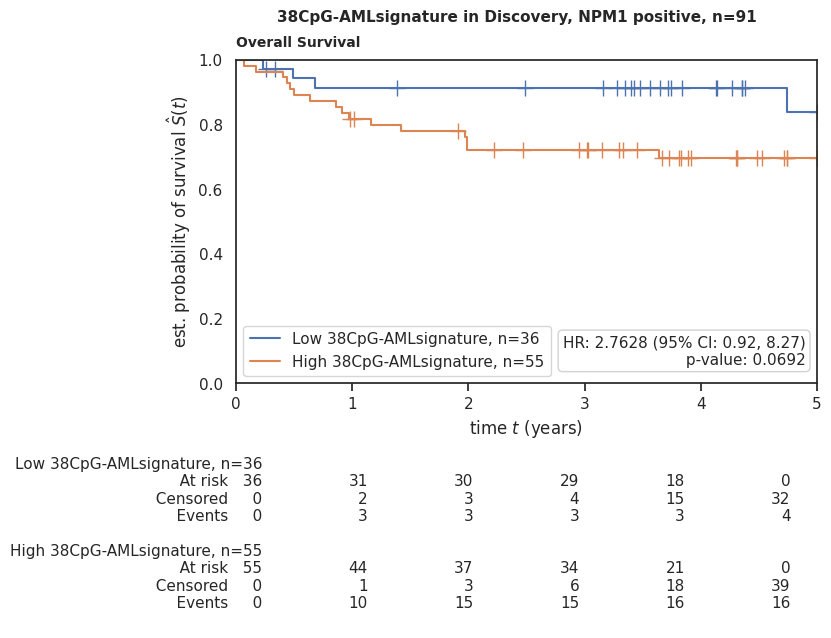 38CpG-AMLsignature in Discovery, NPM1 positive, n=91
Overall Survival
est. probability of survival Ŝ(t)
1.0
0.8
0.6
0.4
0.2
0.0
Low 38CpG-AMLsignature, n=36
High 38CpG-AMLsignature, n=55
HR: 2.7628 (95% CI: 0.92, 8.27)
p-value: 0.0692
0 1 2 3 4 5
time t (years)
Low 38CpG-AMLsignature, n=36
At risk 36 31 30 29 18 0
Censored 0 2 3 4 15 32
Events 0 3 3 3 3 4
High 38CpG-AMLsignature, n=55
At risk 55 44 37 34 21 0
Censored 0 1 3 6 18 39
Events 0 10 15 15 16 16